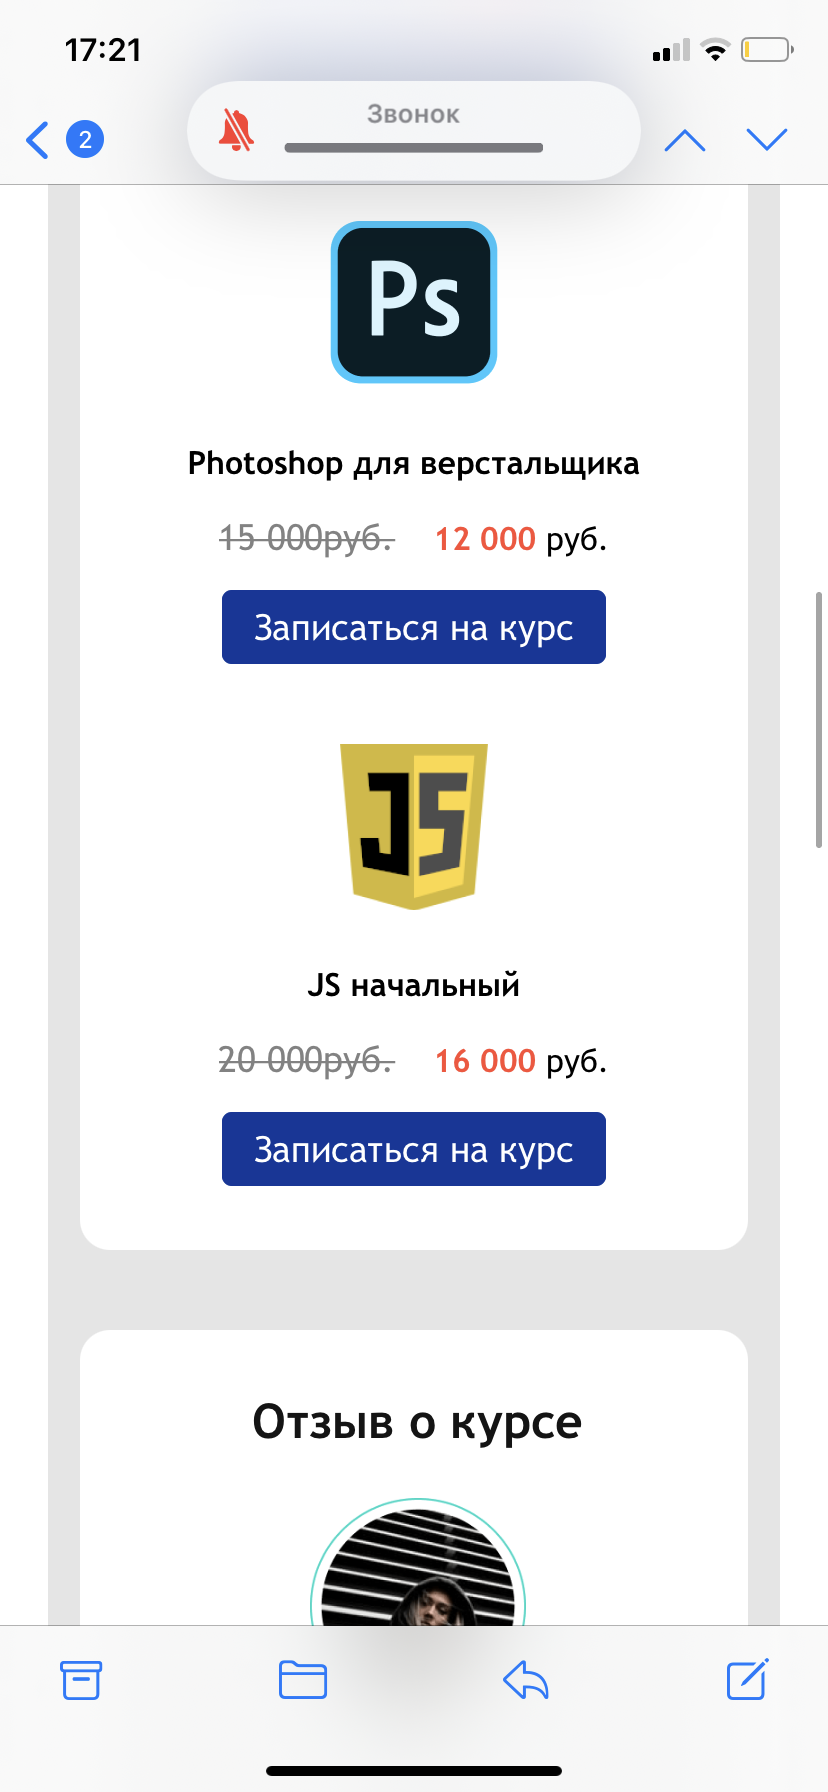 17:21
Звонок
2
Ps
Photoshop для верстальщика
15 000руб. 12 000 руб.
Записаться на курс
JS
JS начальный
20 000руб. 16 000 руб.
Записаться на курс
Отзыв о курсе